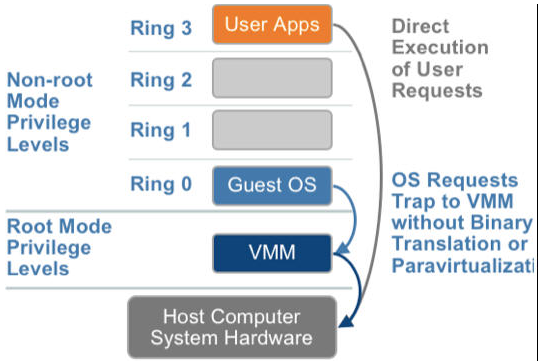 Ring 3
User Apps
Direct
Execution
of User
Requests
Non-root
Mode
Privilege
Levels
Ring 2
Ring 1
Ring 0
Guest OS
OS Requests
Trap to VMM
without Binary
Translation or
Paravirtualizati
Root Mode
Privilege
Levels
VMM
Host Computer
System Hardware